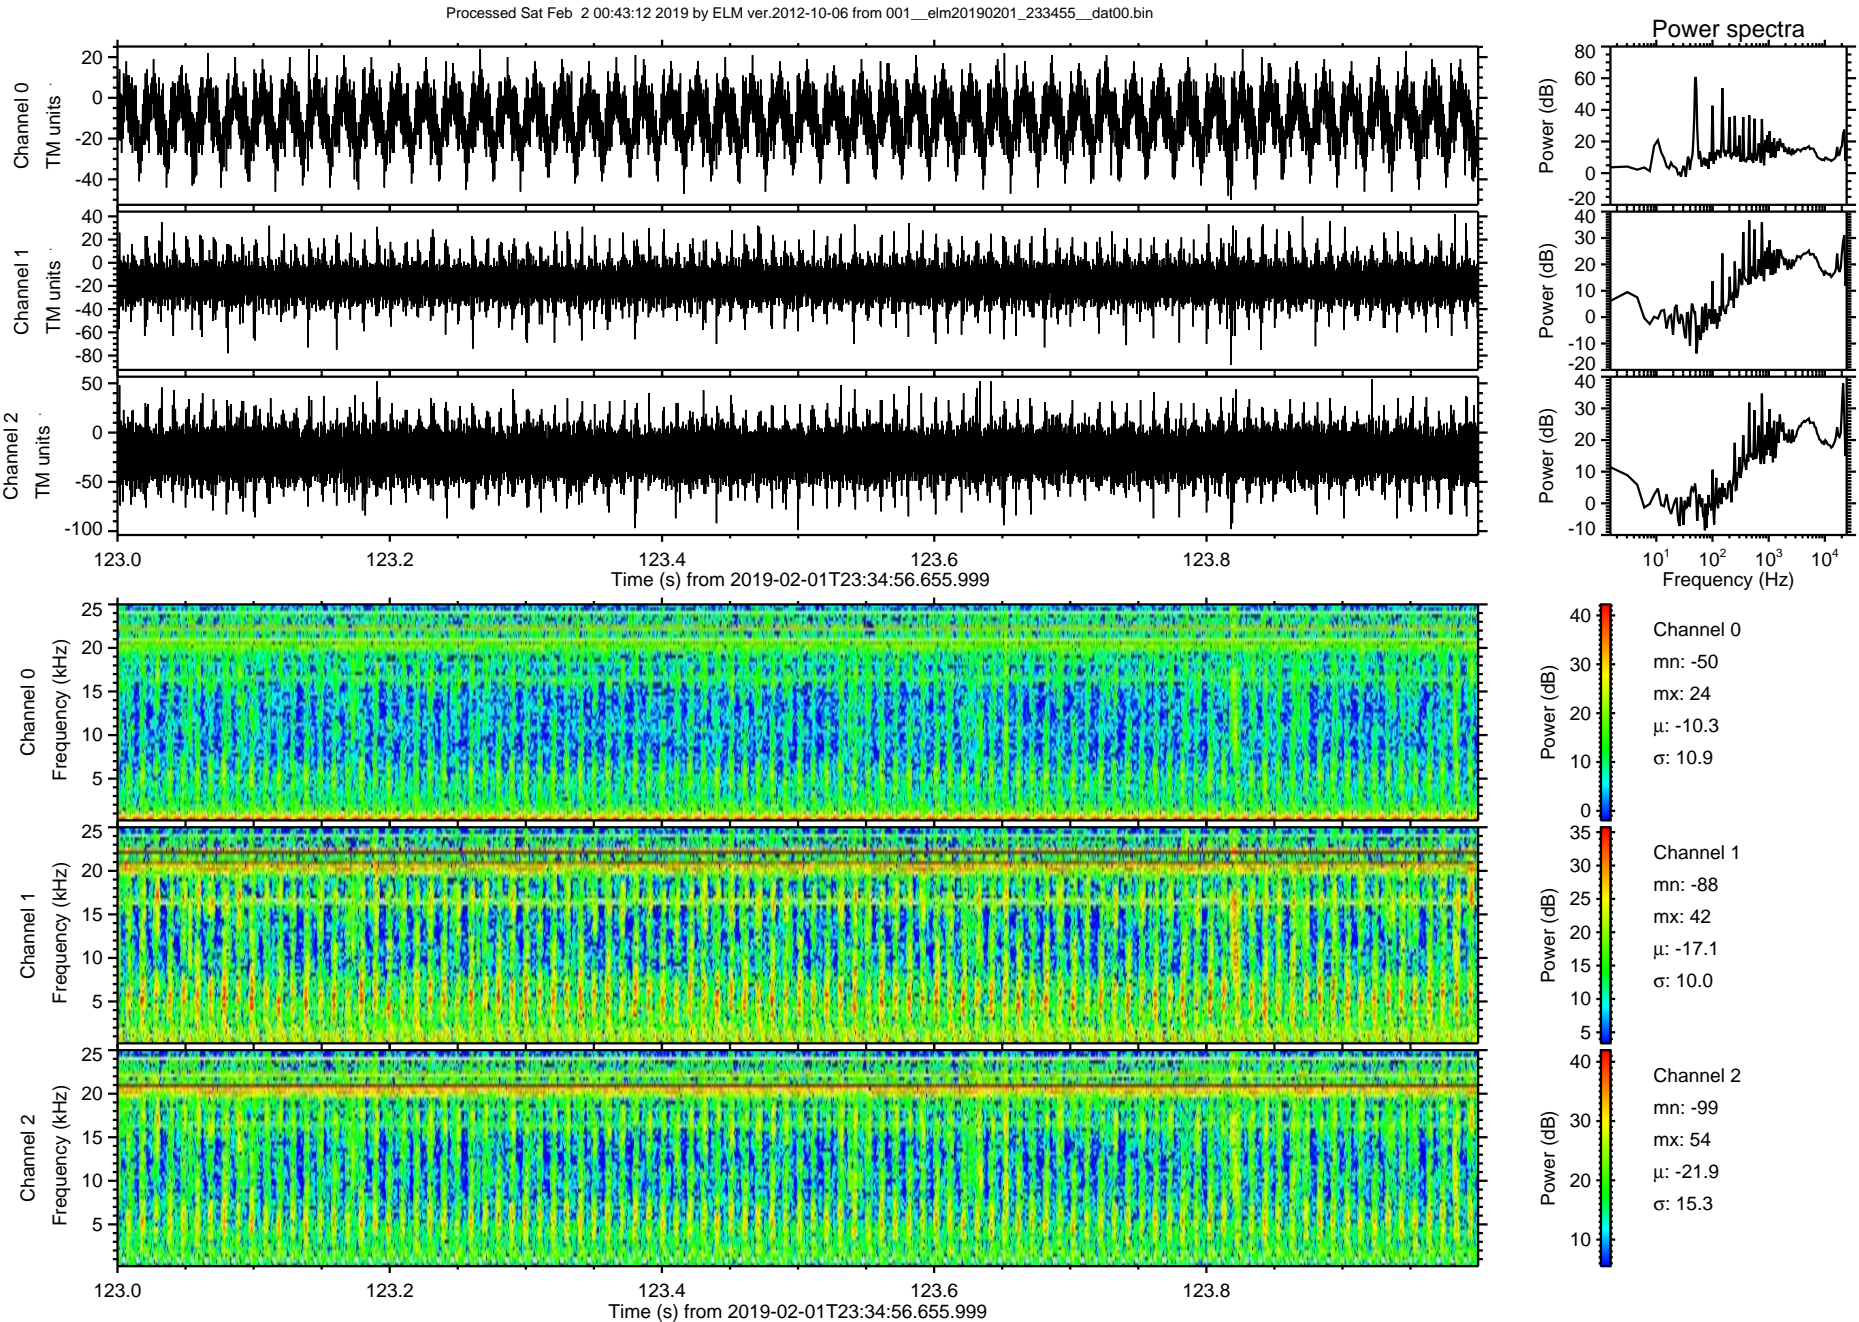 Processed Sat Feb  2 00:43:12 2019 by ELM ver.2012-10-06 from 001__elm20190201_233455__dat00.bin
Power spectra
Channel 0
TM units
20
0
-20
-40
Power (dB)
80
60
40
20
0
-20
Channel 1
TM units
40
20
0
-20
-40
-60
-80
Power (dB)
40
30
20
10
0
-10
-20
Channel 2
TM units
50
0
-50
-100
Power (dB)
40
30
20
10
0
-10
123.0 123.2 123.4 123.6 123.8
Time (s) from 2019-02-01T23:34:56.655.999
10^1 10^2 10^3 10^4
Frequency (Hz)
Channel 0
Frequency (kHz)
25
20
15
10
5
Power (dB)
40
30
20
10
0
Channel 0
mn: -50
mx: 24
μ: -10.3
σ: 10.9
Channel 1
Frequency (kHz)
25
20
15
10
5
Power (dB)
35
30
25
20
15
10
5
Channel 1
mn: -88
mx: 42
μ: -17.1
σ: 10.0
Channel 2
Frequency (kHz)
25
20
15
10
5
Power (dB)
40
30
20
10
Channel 2
mn: -99
mx: 54
μ: -21.9
σ: 15.3
123.0 123.2 123.4 123.6 123.8
Time (s) from 2019-02-01T23:34:56.655.999